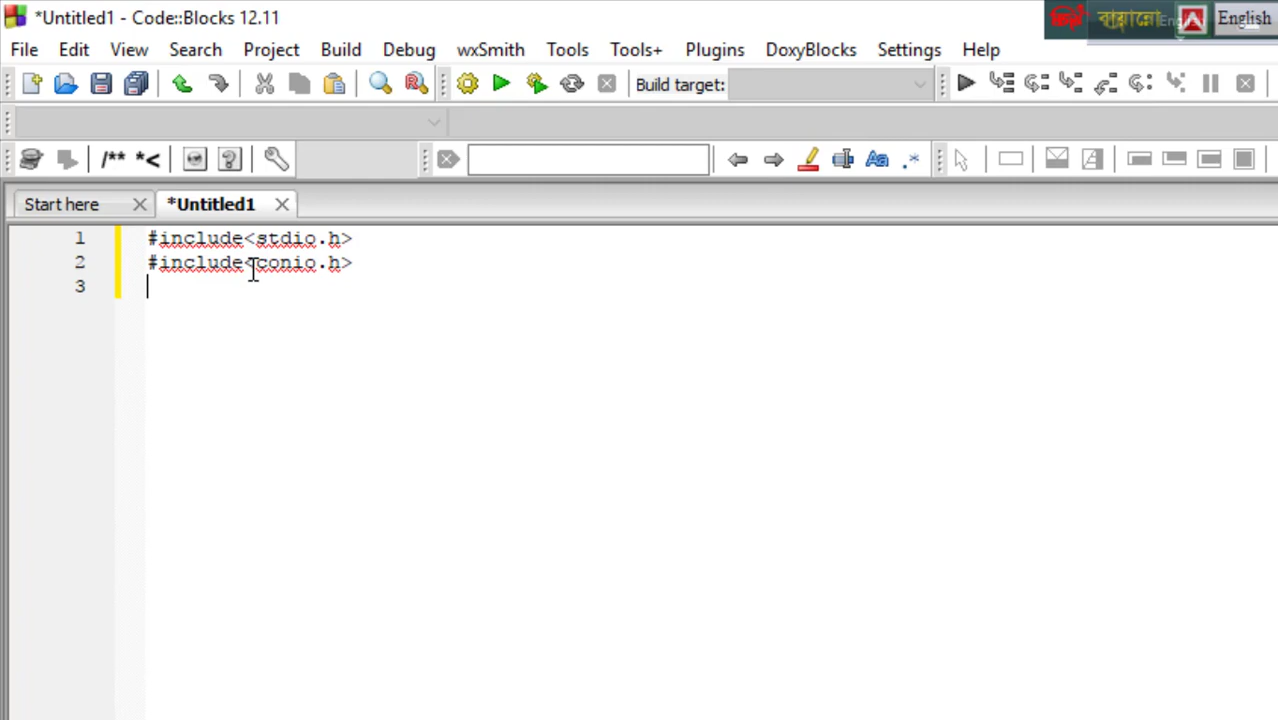 *Untitled1 - Code::Blocks 12.11
বায়ান্নো
English
File Edit View Search Project Build Debug wxSmith Tools Tools+ Plugins DoxyBlocks Settings Help
Build target:
/** *<
Aa .*
Start here
*Untitled1
1 #include<stdio.h>
2 #include<conio.h>
3